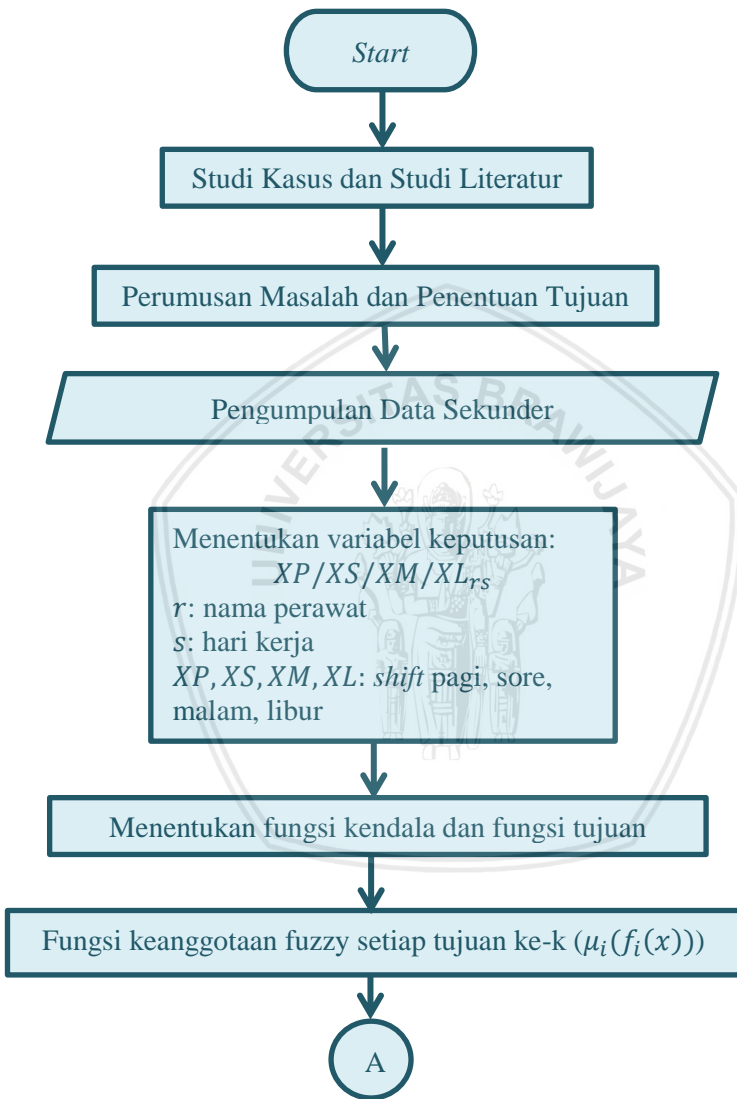 Start
Studi Kasus dan Studi Literatur
Perumusan Masalah dan Penentuan Tujuan
Pengumpulan Data Sekunder
Menentukan variabel keputusan:
XP/XS/XM/XL_rs
r: nama perawat
s: hari kerja
XP, XS, XM, XL: shift pagi, sore,
malam, libur
Menentukan fungsi kendala dan fungsi tujuan
Fungsi keanggotaan fuzzy setiap tujuan ke-k (μ_i(f_i(x)))
A
UNIVERSITAS BRAWIJAYA